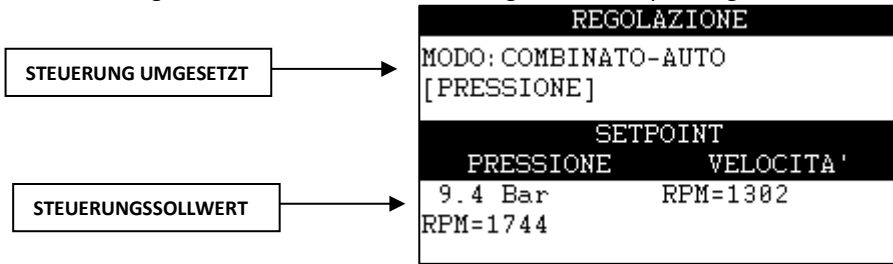 REGOLAZIONE
STEUERUNG UMGESETZT
MODO:COMBINATO-AUTO
[PRESSIONE]
SETPOINT
PRESSIONE VELOCITA'
STEUERUNGSSOLLWERT
9.4 Bar RPM=1302
RPM=1744